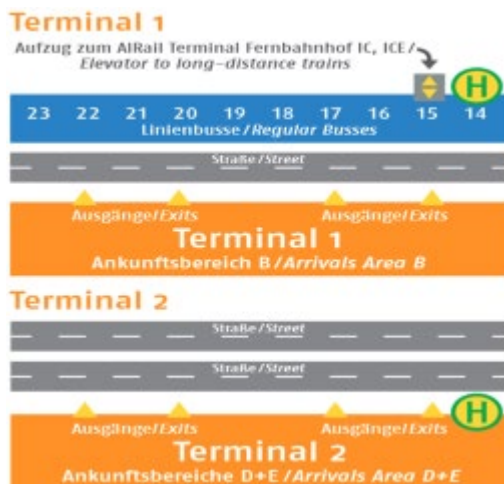 Terminal 1
Aufzug zum AIRail Terminal Fernbahnhof IC, ICE/
Elevator to long-distance trains
H
23 22 21 20 19 18 17 16 15 14
Linienbusse/Regular Busses
Straße/Street
Ausgänge/Exits Ausgänge/Exits
Terminal 1
Ankunftsbereich B/Arrivals Area B
Terminal 2
Straße/Street
Straße/Street
H
Ausgänge/Exits Ausgänge/Exits
Terminal 2
Ankunftsbereiche D+E/Arrivals Area D+E